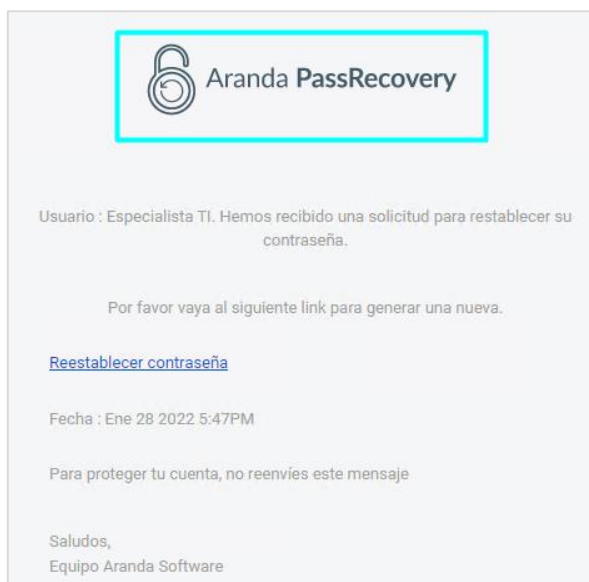 Aranda PassRecovery
Usuario : Especialista TI. Hemos recibido una solicitud para restablecer su
contraseña.
Por favor vaya al siguiente link para generar una nueva.
Reestablecer contraseña
Fecha : Ene 28 2022 5:47PM
Para proteger tu cuenta, no reenvíes este mensaje
Saludos,
Equipo Aranda Software